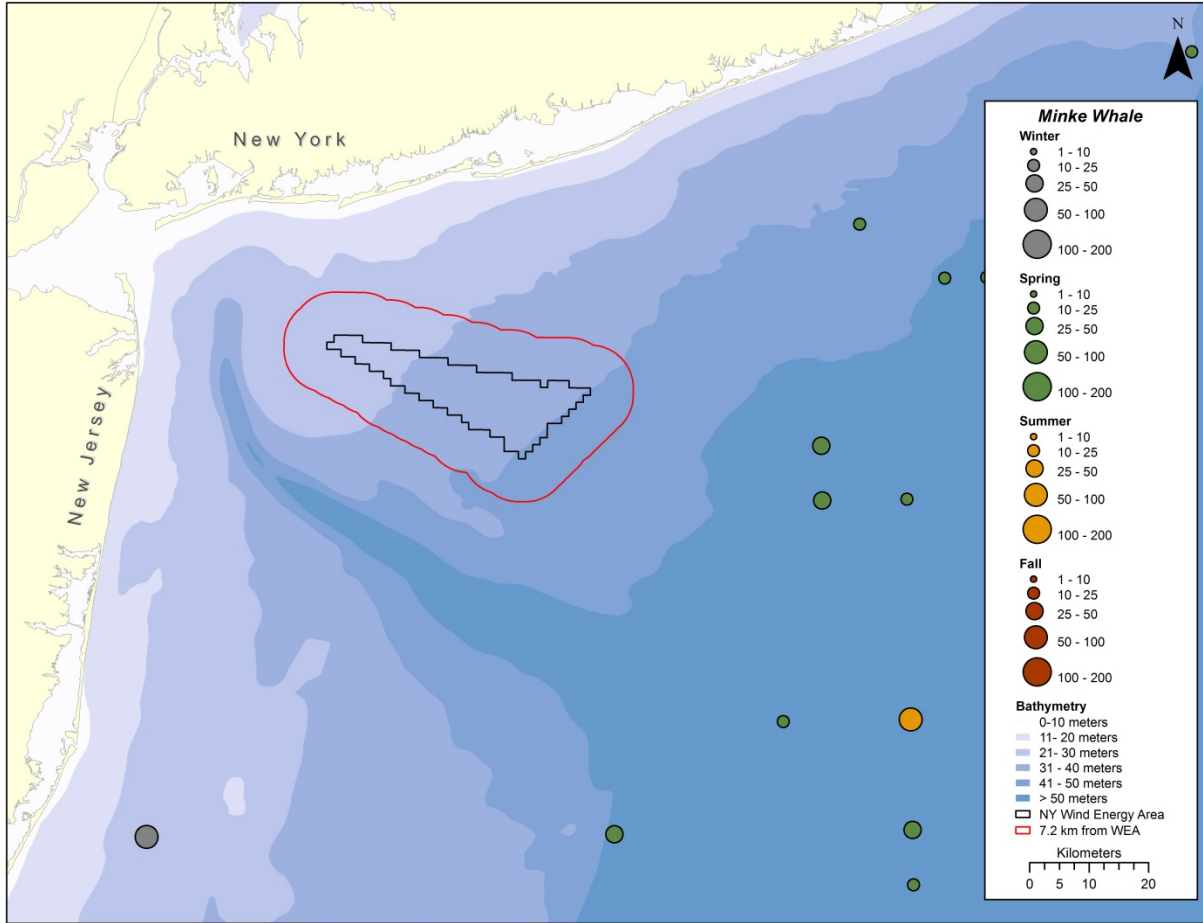 N
New York
New Jersey
Minke Whale
Winter
1 - 10
10 - 25
25 - 50
50 - 100
100 - 200
Spring
1 - 10
10 - 25
25 - 50
50 - 100
100 - 200
Summer
1 - 10
10 - 25
25 - 50
50 - 100
100 - 200
Fall
1 - 10
10 - 25
25 - 50
50 - 100
100 - 200
Bathymetry
0-10 meters
11- 20 meters
21- 30 meters
31 - 40 meters
41 - 50 meters
> 50 meters
NY Wind Energy Area
7.2 km from WEA
Kilometers
0 5 10 20